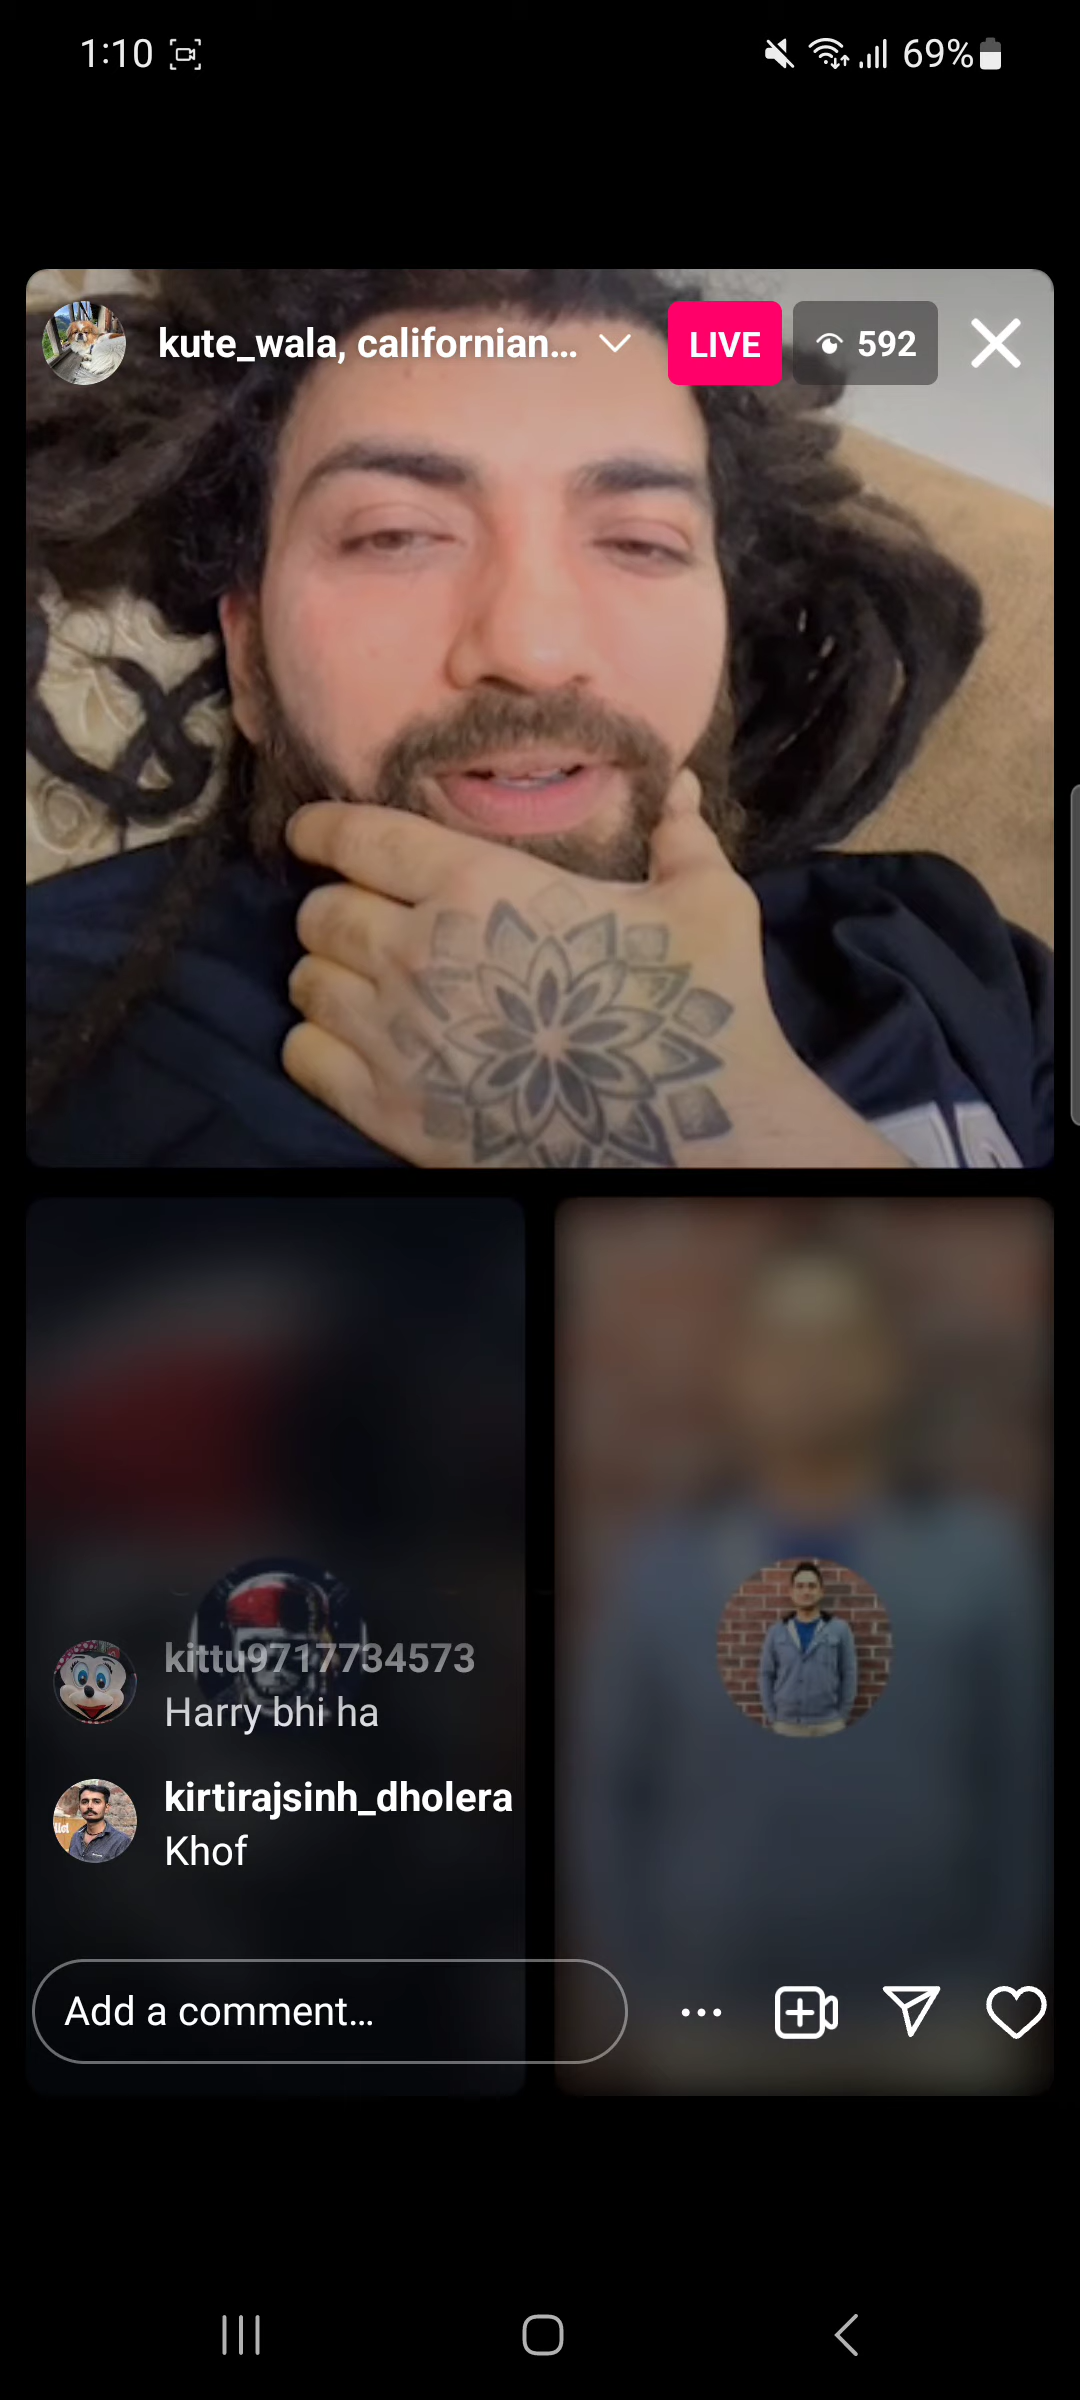 1:10
69%
kute_wala, californian...
LIVE
592
kittu9717734573
Harry bhi ha
kirtirajsinh_dholera
Khof
Add a comment...